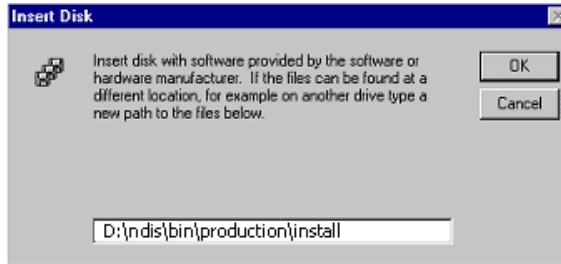 Insert Disk
Insert disk with software provided by the software or
hardware manufacturer. If the files can be found at a
different location, for example on another drive type a
new path to the files below.
OK
Cancel
D:\ndis\bin\production\install